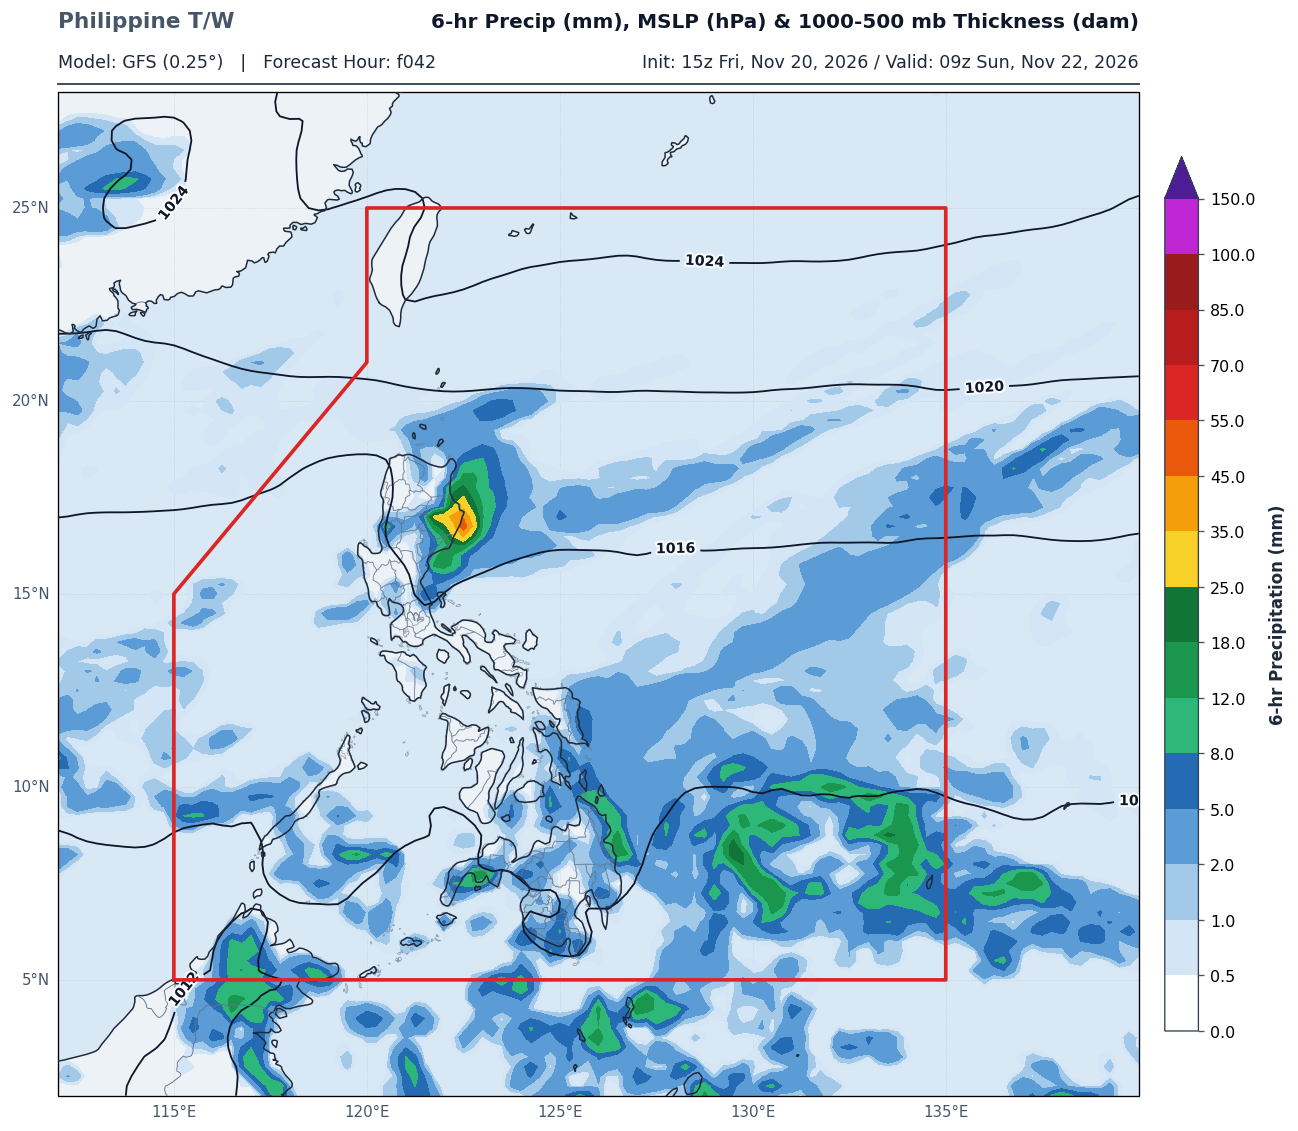 Philippine T/W
6-hr Precip (mm), MSLP (hPa) & 1000-500 mb Thickness (dam)
Model: GFS (0.25°) | Forecast Hour: f042
Init: 15z Fri, Nov 20, 2026 / Valid: 09z Sun, Nov 22, 2026
25°N
20°N
15°N
10°N
5°N
115°E
120°E
125°E
130°E
135°E
1024
1024
1020
1016
10
1012
150.0
100.0
85.0
70.0
55.0
45.0
35.0
25.0
18.0
12.0
8.0
5.0
2.0
1.0
0.5
0.0
6-hr Precipitation (mm)